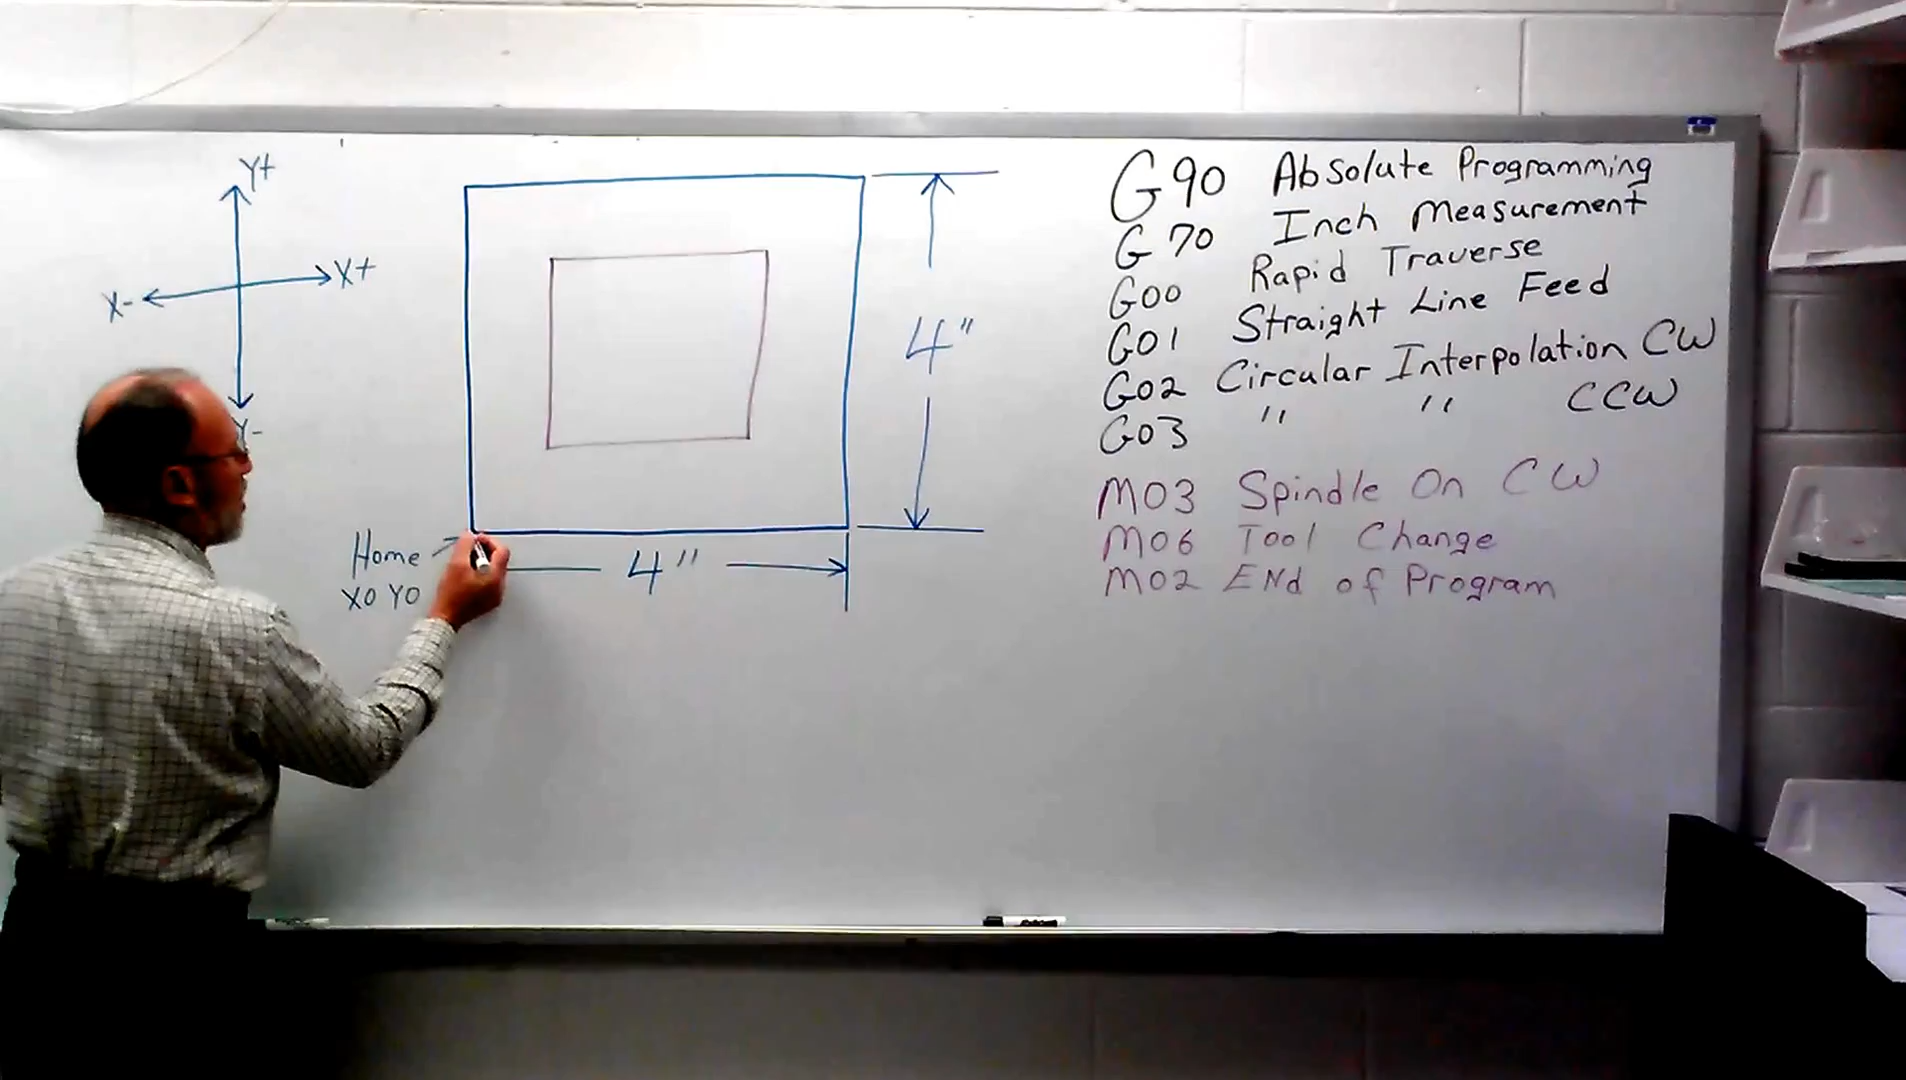 Y+
X- X+
Y-
4"
4"
Home
X0 Y0
G90 Absolute Programming
G70 Inch Measurement
G00 Rapid Traverse
G01 Straight Line Feed
G02 Circular Interpolation CW
G03 " " CCW
M03 Spindle On CW
M06 Tool Change
M02 ENd of Program